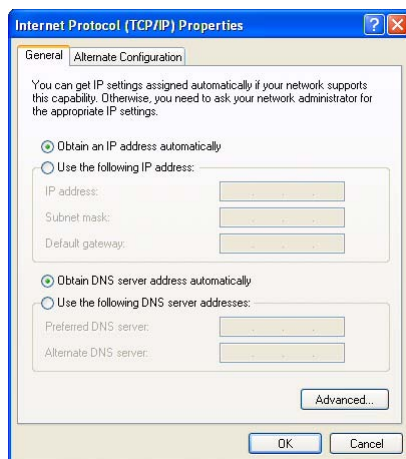 Internet Protocol (TCP/IP) Properties
General
Alternate Configuration
You can get IP settings assigned automatically if your network supports
this capability. Otherwise, you need to ask your network administrator for
the appropriate IP settings.
Obtain an IP address automatically
Use the following IP address:
IP address:
Subnet mask:
Default gateway:
Obtain DNS server address automatically
Use the following DNS server addresses:
Preferred DNS server:
Alternate DNS server:
Advanced...
OK
Cancel